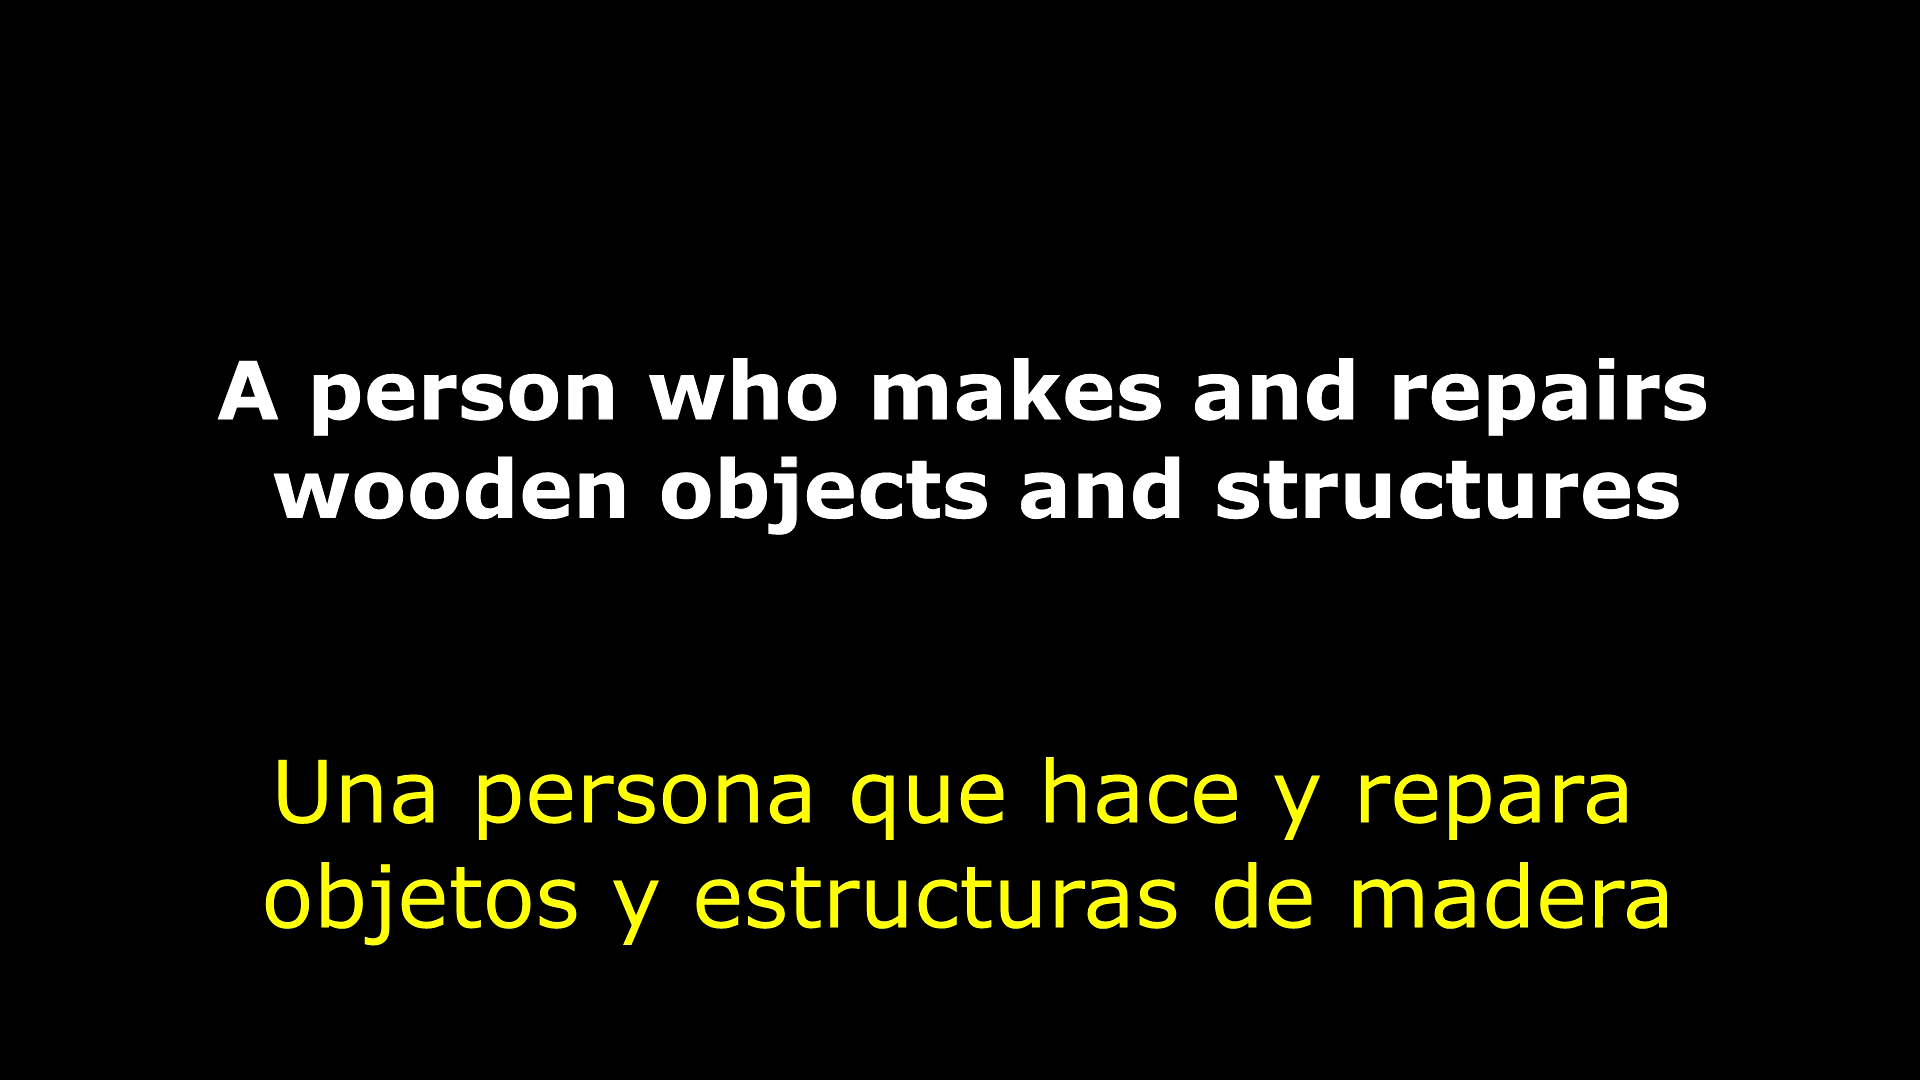 A person who makes and repairs
wooden objects and structures
Una persona que hace y repara
objetos y estructuras de madera